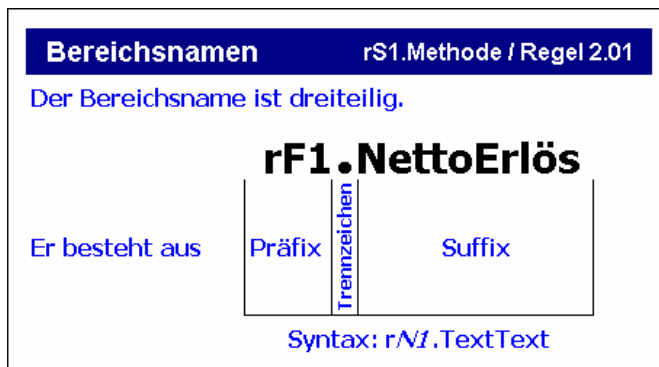 Bereichsnamen rS1.Methode / Regel 2.01
Der Bereichsname ist dreiteilig.
rF1.NettoErlös
Er besteht aus Präfix Trennzeichen Suffix
Syntax: rN1.TextText